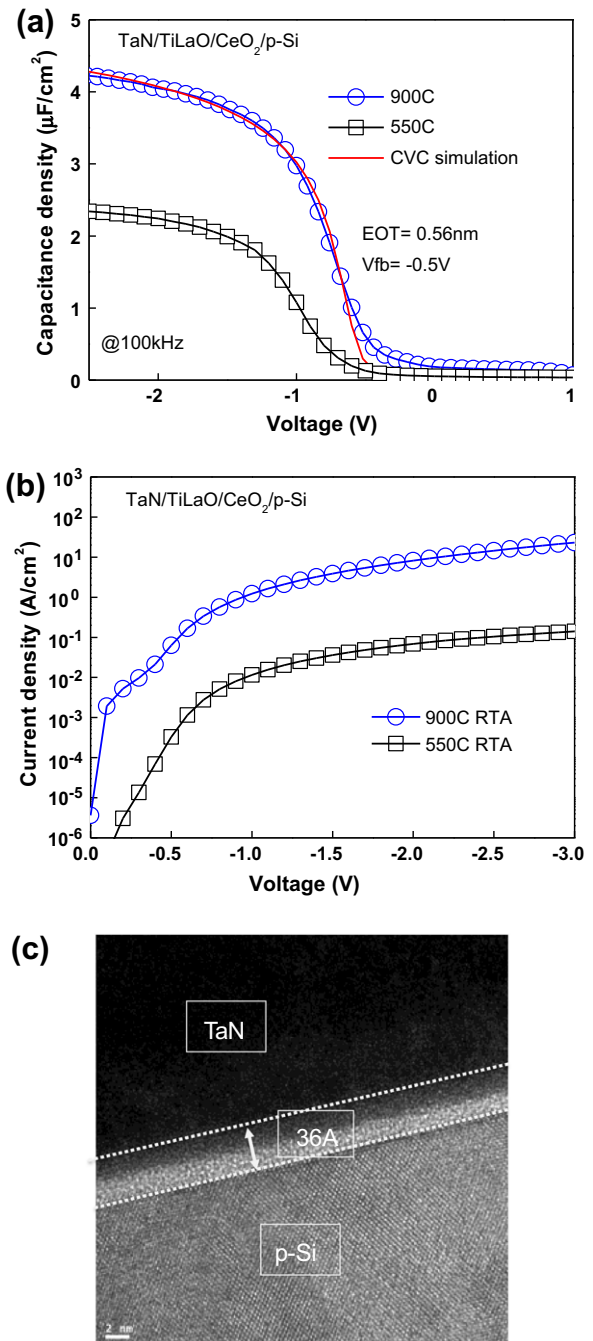 (a)
TaN/TiLaO/CeO₂/p-Si
900C
550C
CVC simulation
EOT= 0.56nm
Vfb= -0.5V
@100kHz
Capacitance density (µF/cm²)
5
4
3
2
1
0
-2
-1
0
1
Voltage (V)
(b)
TaN/TiLaO/CeO₂/p-Si
900C RTA
550C RTA
Current density (A/cm²)
10³
10²
10¹
10⁰
10⁻¹
10⁻²
10⁻³
10⁻⁴
10⁻⁵
10⁻⁶
0.0
-0.5
-1.0
-1.5
-2.0
-2.5
-3.0
Voltage (V)
(c)
TaN
36A
p-Si
2 nm